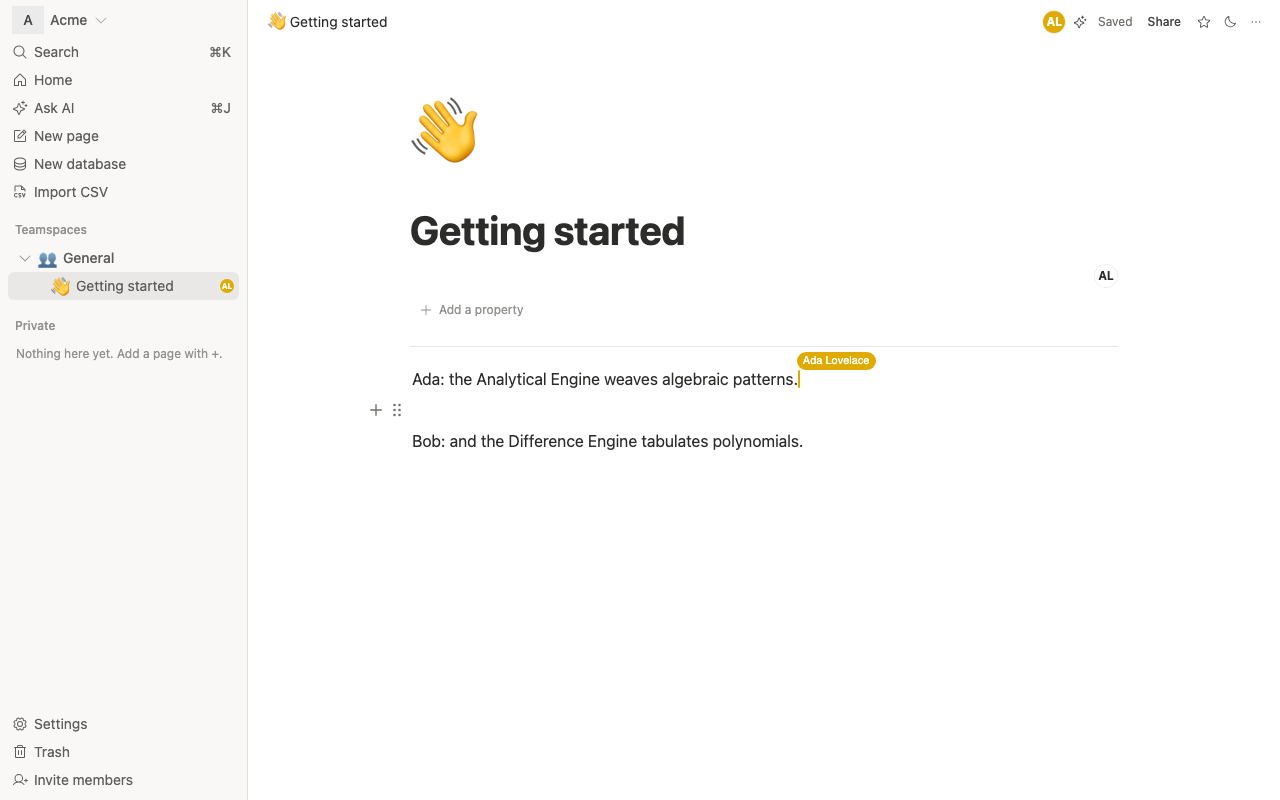 A Acme
Search ⌘K
Home
Ask AI ⌘J
New page
New database
Import CSV
Teamspaces
General
Getting started AL
Private
Nothing here yet. Add a page with +.
Settings
Trash
Invite members
Getting started
AL Saved Share
Getting started
AL
Add a property
Ada Lovelace
Ada: the Analytical Engine weaves algebraic patterns.
Bob: and the Difference Engine tabulates polynomials.